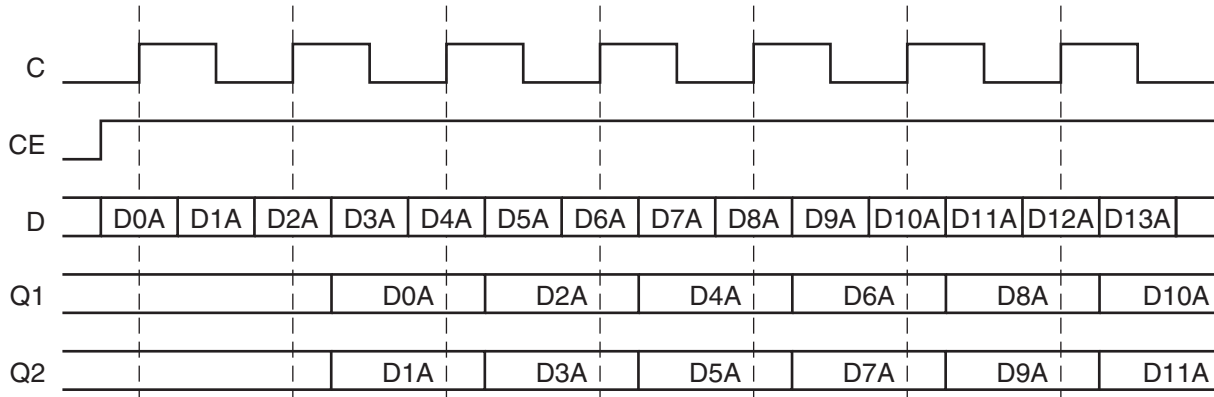 C
CE
D D0A D1A D2A D3A D4A D5A D6A D7A D8A D9A D10A D11A D12A D13A
Q1 D0A D2A D4A D6A D8A D10A
Q2 D1A D3A D5A D7A D9A D11A